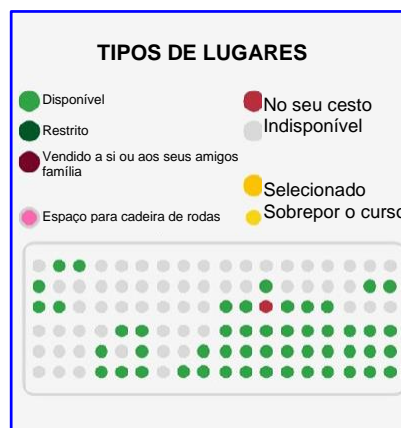 TIPOS DE LUGARES
Disponível
No seu cesto
Restrito
Indisponível
Vendido a si ou aos seus amigos
família
Selecionado
Espaço para cadeira de rodas
Sobrepor o curso